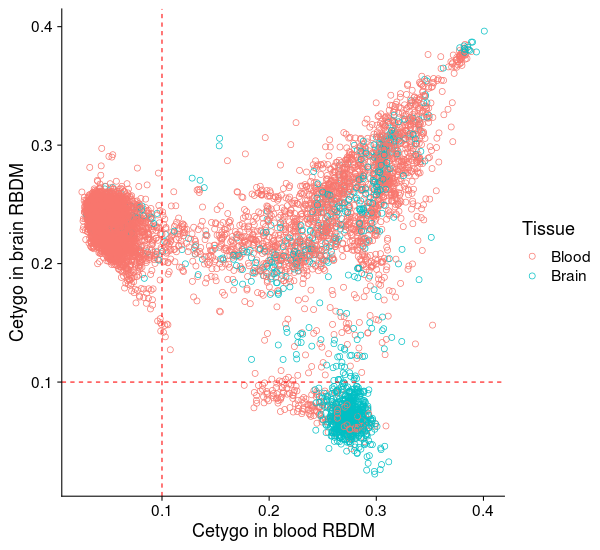 0.4
0.3
0.2
0.1
Cetygo in brain RBDM
0.1
0.2
0.3
0.4
Cetygo in blood RBDM
Tissue
Blood
Brain